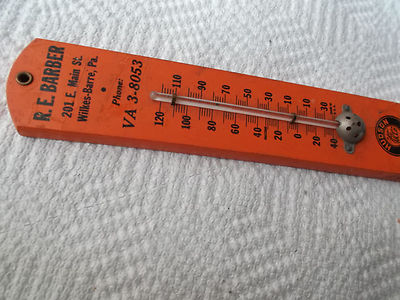 R. E. BARBER
201 E. Main St.
Wilkes-Barre, Pa.
• Phone:
VA 3-8053
110 90 70 50 30 10 10 30
120 100 80 60 40 20 0 20 40
HUDSON